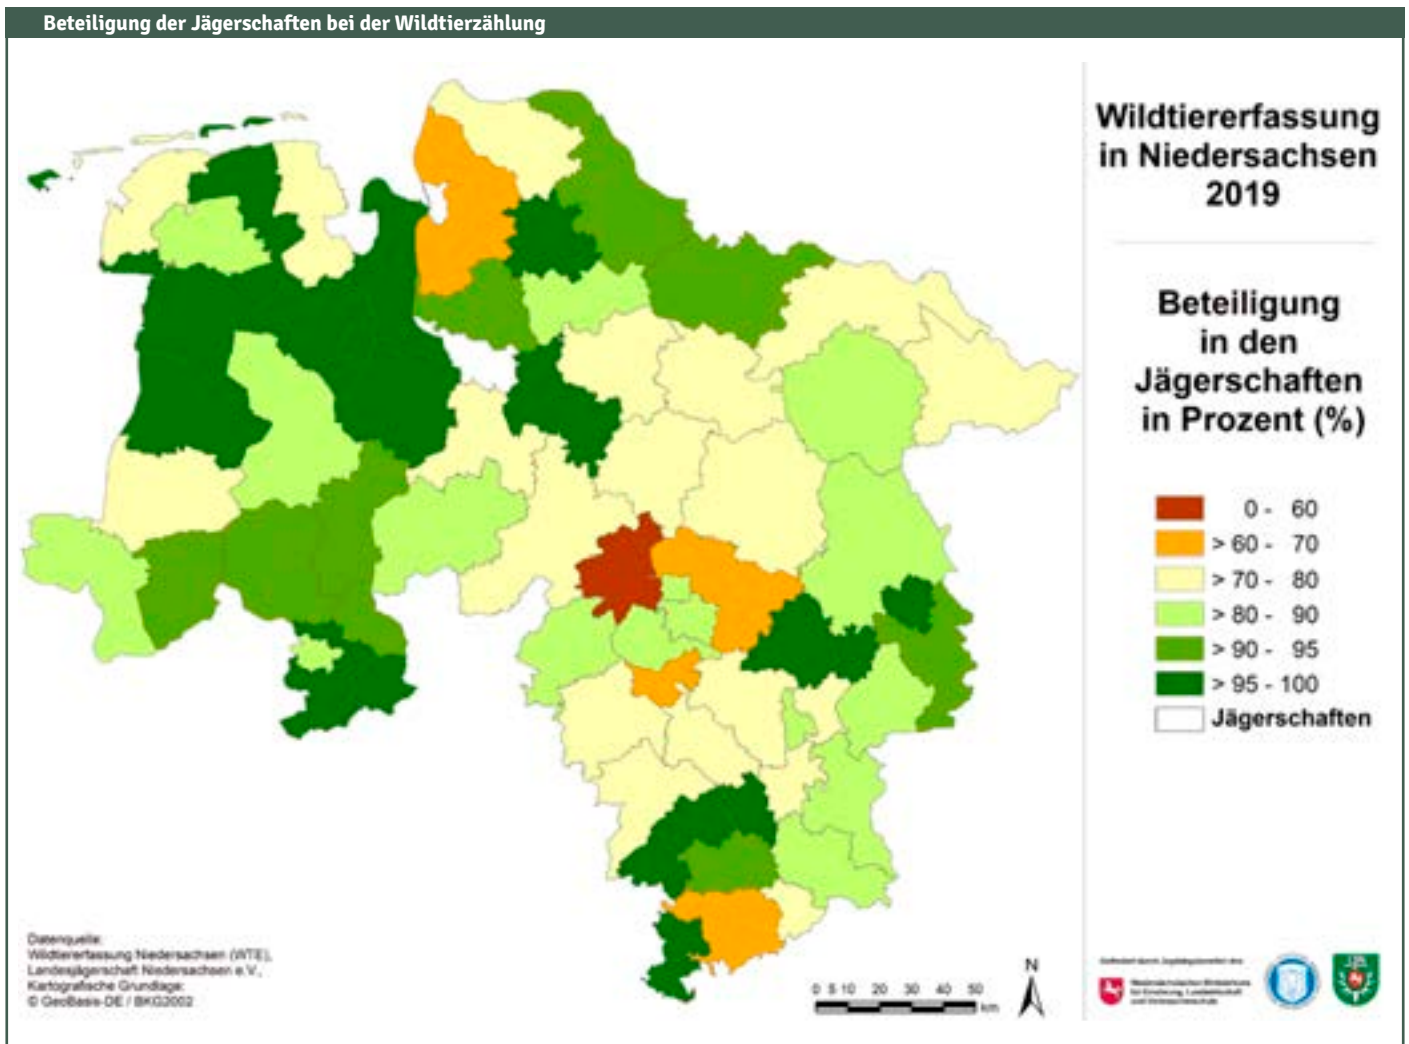 Beteiligung der Jägerschaften bei der Wildtierzählung
Wildtiererfassung
in Niedersachsen
2019
Beteiligung
in den
Jägerschaften
in Prozent (%)
0 - 60
> 60 - 70
> 70 - 80
> 80 - 90
> 90 - 95
> 95 - 100
Jägerschaften
Datenquelle:
Wildtiererfassung Niedersachsen (WTE),
Landesjägerschaft Niedersachsen e.V.,
Kartografische Grundlage:
© GeoBasis-DE / BKG2002
0 5 10 20 30 40 50
km
N